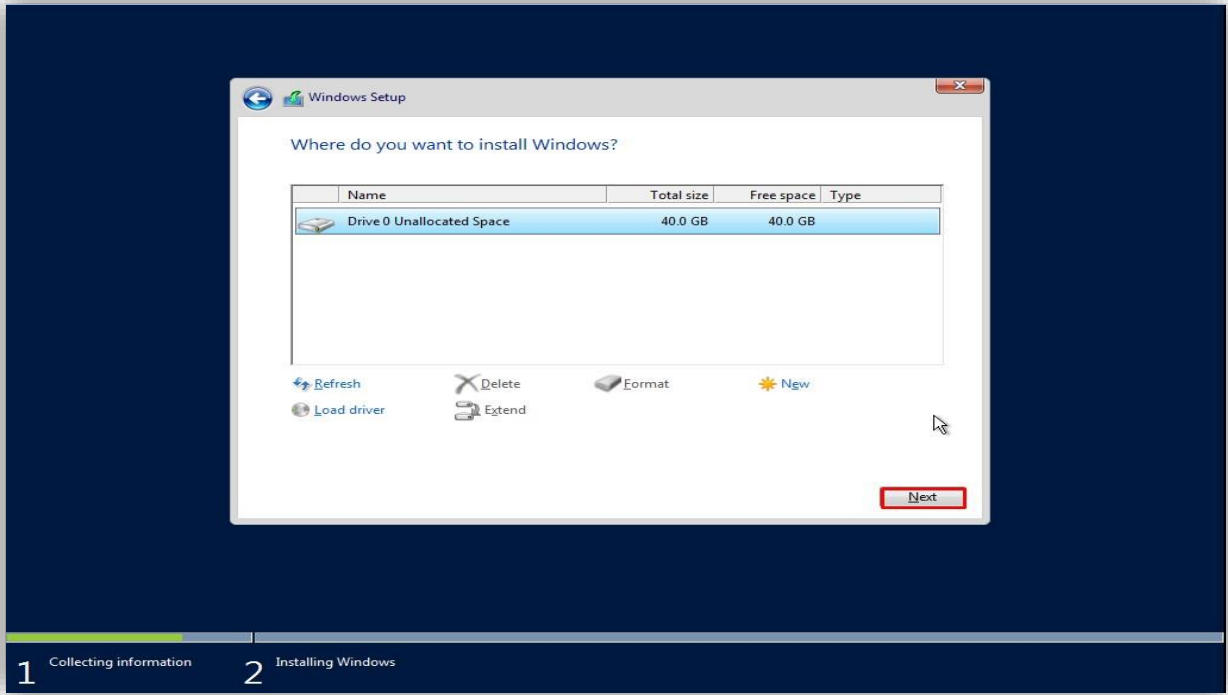 Windows Setup
Where do you want to install Windows?
Name Total size Free space Type
Drive 0 Unallocated Space 40.0 GB 40.0 GB
Refresh Delete Format New
Load driver Extend
Next
1 Collecting information 2 Installing Windows